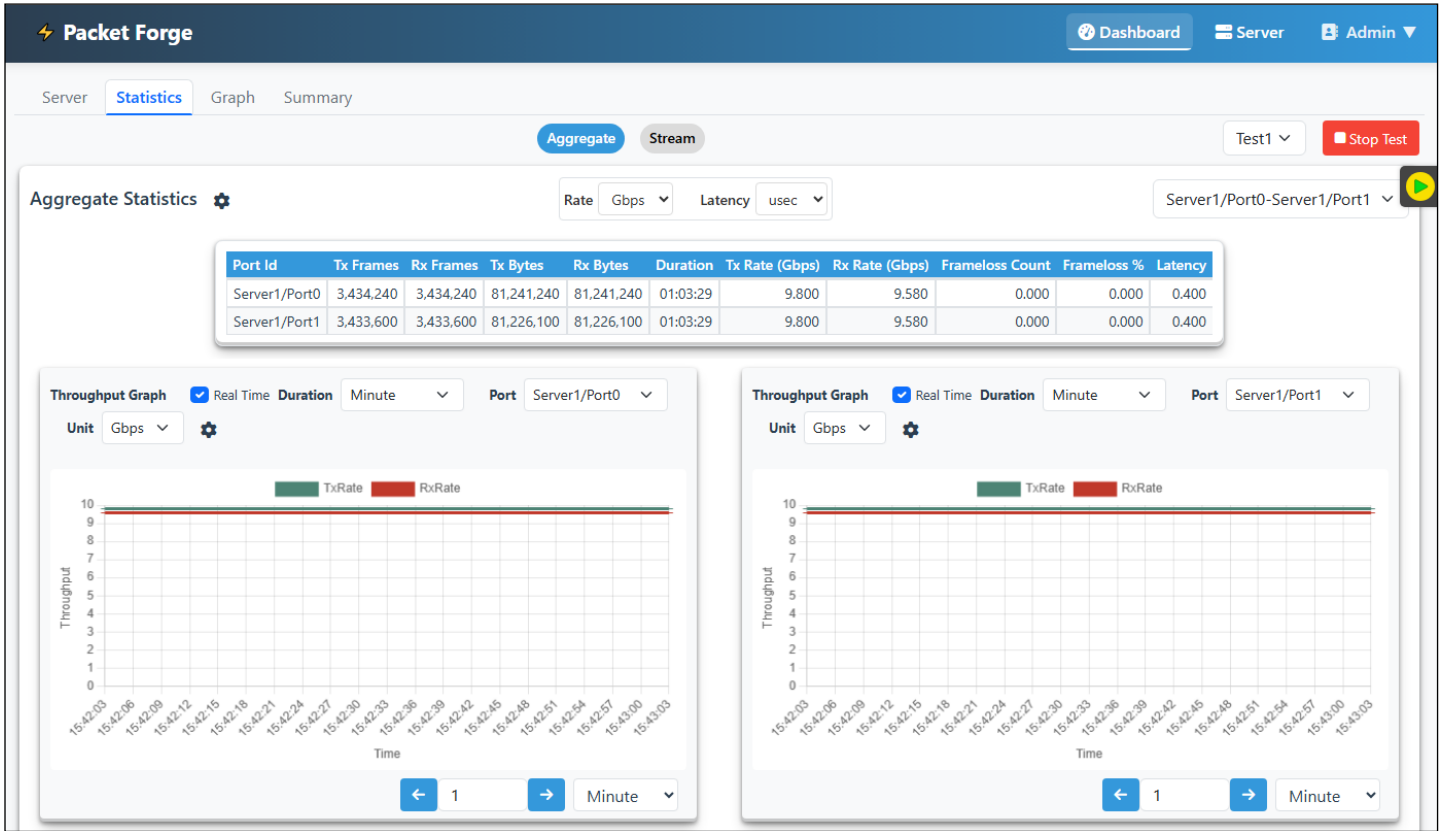 Packet Forge Dashboard Server Admin ▼
Server Statistics Graph Summary
Aggregate Stream Test1 Stop Test
Aggregate Statistics Rate Gbps Latency usec Server1/Port0-Server1/Port1
Port Id Tx Frames Rx Frames Tx Bytes Rx Bytes Duration Tx Rate (Gbps) Rx Rate (Gbps) Frameloss Count Frameloss % Latency
Server1/Port0 3,434,240 3,434,240 81,241,240 81,241,240 01:03:29 9.800 9.580 0.000 0.000 0.400
Server1/Port1 3,433,600 3,433,600 81,226,100 81,226,100 01:03:29 9.800 9.580 0.000 0.000 0.400
Throughput Graph Real Time Duration Minute Port Server1/Port0
Unit Gbps
TxRate RxRate
10
9
8
7
6
5
4
3
2
1
0
Throughput
15:42:03 15:42:06 15:42:09 15:42:12 15:42:15 15:42:18 15:42:21 15:42:24 15:42:27 15:42:30 15:42:33 15:42:36 15:42:39 15:42:42 15:42:45 15:42:48 15:42:51 15:42:54 15:42:57 15:43:00 15:43:03
Time
← 1 → Minute
Throughput Graph Real Time Duration Minute Port Server1/Port1
Unit Gbps
TxRate RxRate
10
9
8
7
6
5
4
3
2
1
0
Throughput
15:42:03 15:42:06 15:42:09 15:42:12 15:42:15 15:42:18 15:42:21 15:42:24 15:42:27 15:42:30 15:42:33 15:42:36 15:42:39 15:42:42 15:42:45 15:42:48 15:42:51 15:42:54 15:42:57 15:43:00 15:43:03
Time
← 1 → Minute